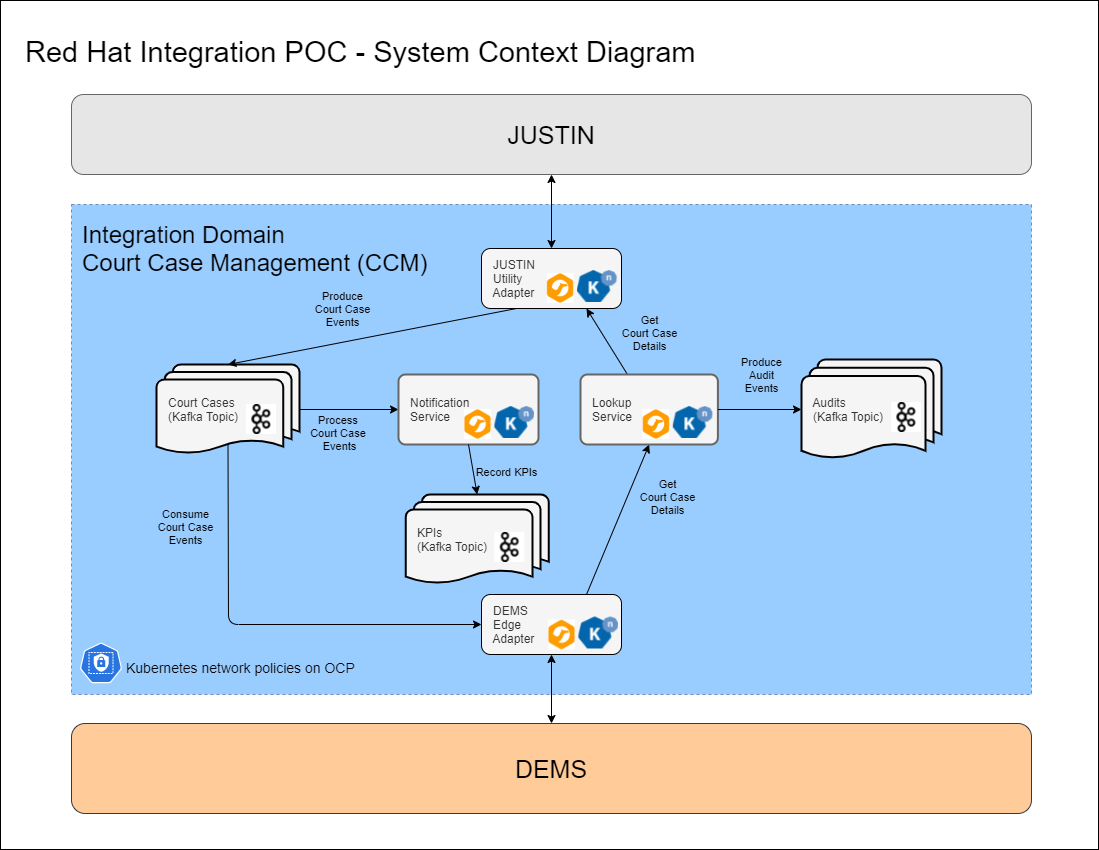 Red Hat Integration POC - System Context Diagram
JUSTIN
Integration Domain
Court Case Management (CCM)
JUSTIN
Utility
Adapter
K
n
Produce
Court Case
Events
Get
Court Case
Details
Produce
Audit
Events
Court Cases
(Kafka Topic)
Process
Court Case
Events
Notification
Service
K
n
Lookup
Service
K
n
Audits
(Kafka Topic)
Record KPIs
Get
Court Case
Details
Consume
Court Case
Events
KPIs
(Kafka Topic)
DEMS
Edge
Adapter
K
n
Kubernetes network policies on OCP
DEMS